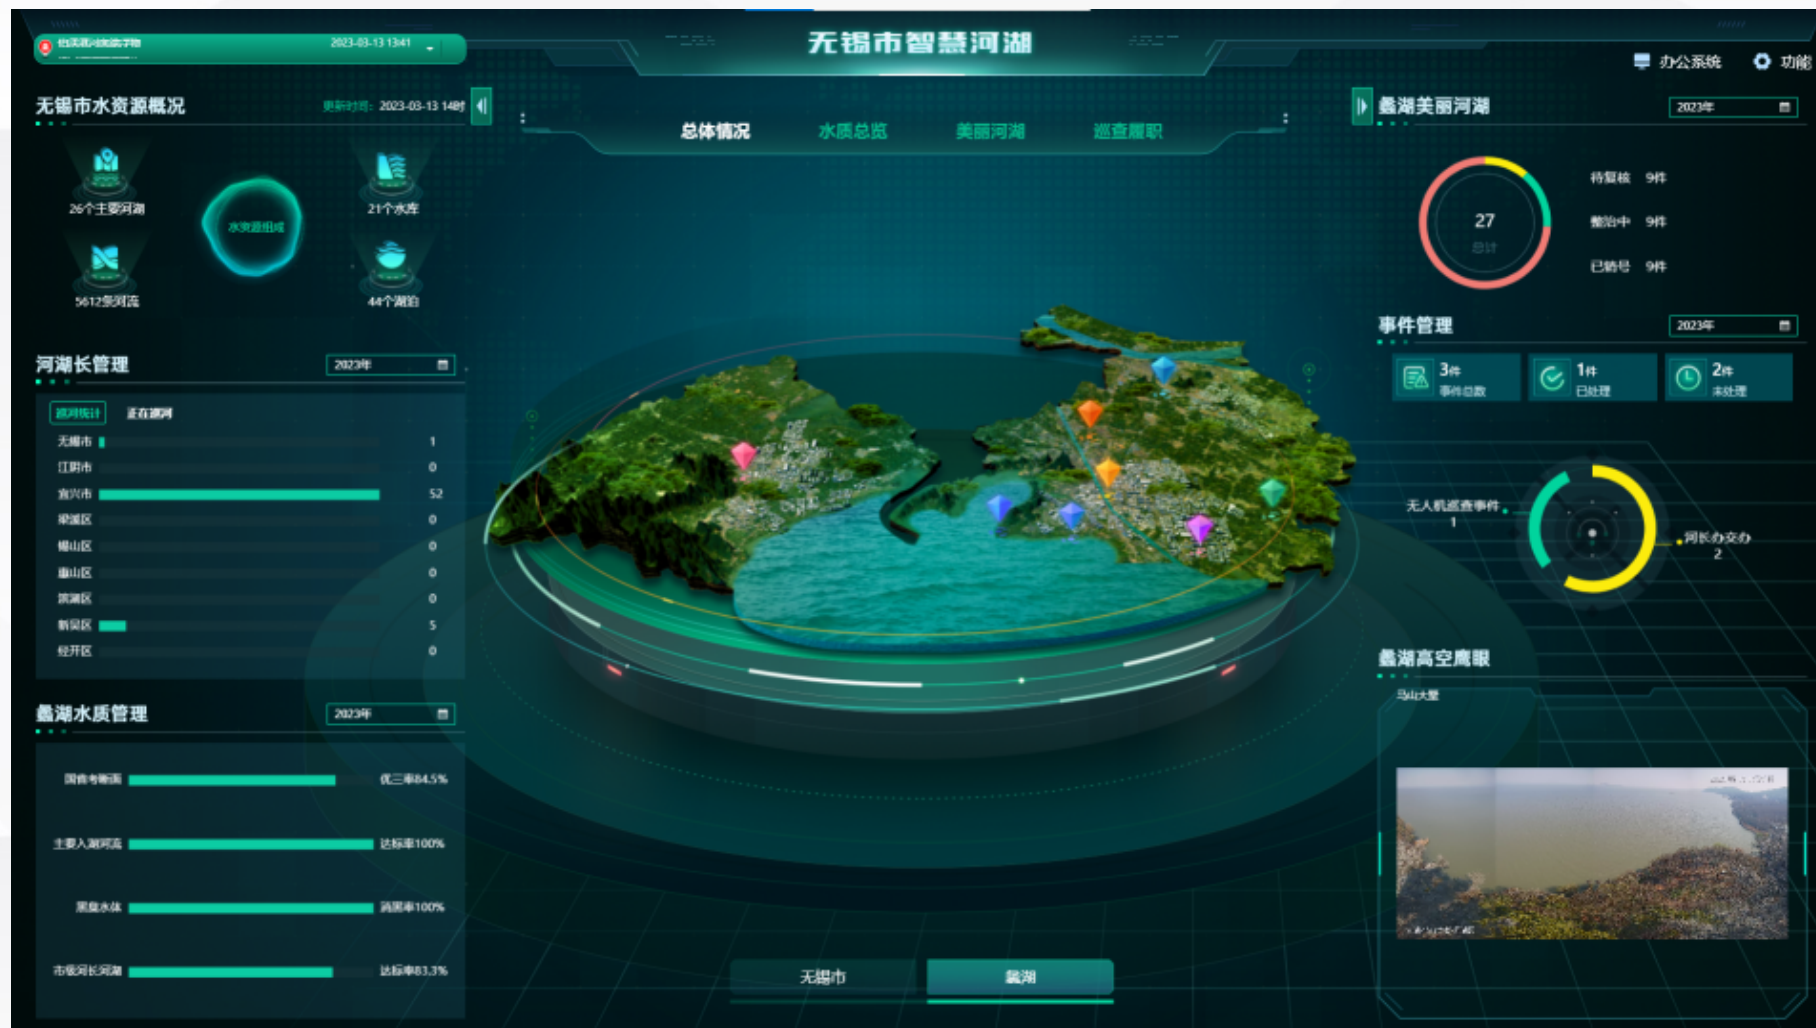 2023-03-13 13:41
无锡市智慧河湖
办公系统
功能
无锡市水资源概况
更新时间：2023-03-13 14时
26个主要河湖
21个水库
水资源组成
5612条河流
44个湖泊
河湖长管理
2023年
巡河统计 正在巡河
无锡市 1
江阴市 0
宜兴市 52
梁溪区 0
锡山区 0
惠山区 0
滨湖区 0
新吴区 5
经开区 0
蠡湖水质管理
2023年
国省考断面 优三率84.5%
主要入湖河流 达标率100%
黑臭水体 消黑率100%
市级河长河湖 达标率83.3%
总体情况
水质总览
美丽河湖
巡查履职
无锡市
蠡湖
蠡湖美丽河湖
2023年
27
总计
待复核 9件
整治中 9件
已销号 9件
事件管理
2023年
3件
事件总数
1件
已处理
2件
未处理
无人机巡查事件
1
河长办交办
2
蠡湖高空鹰眼
马山大堡